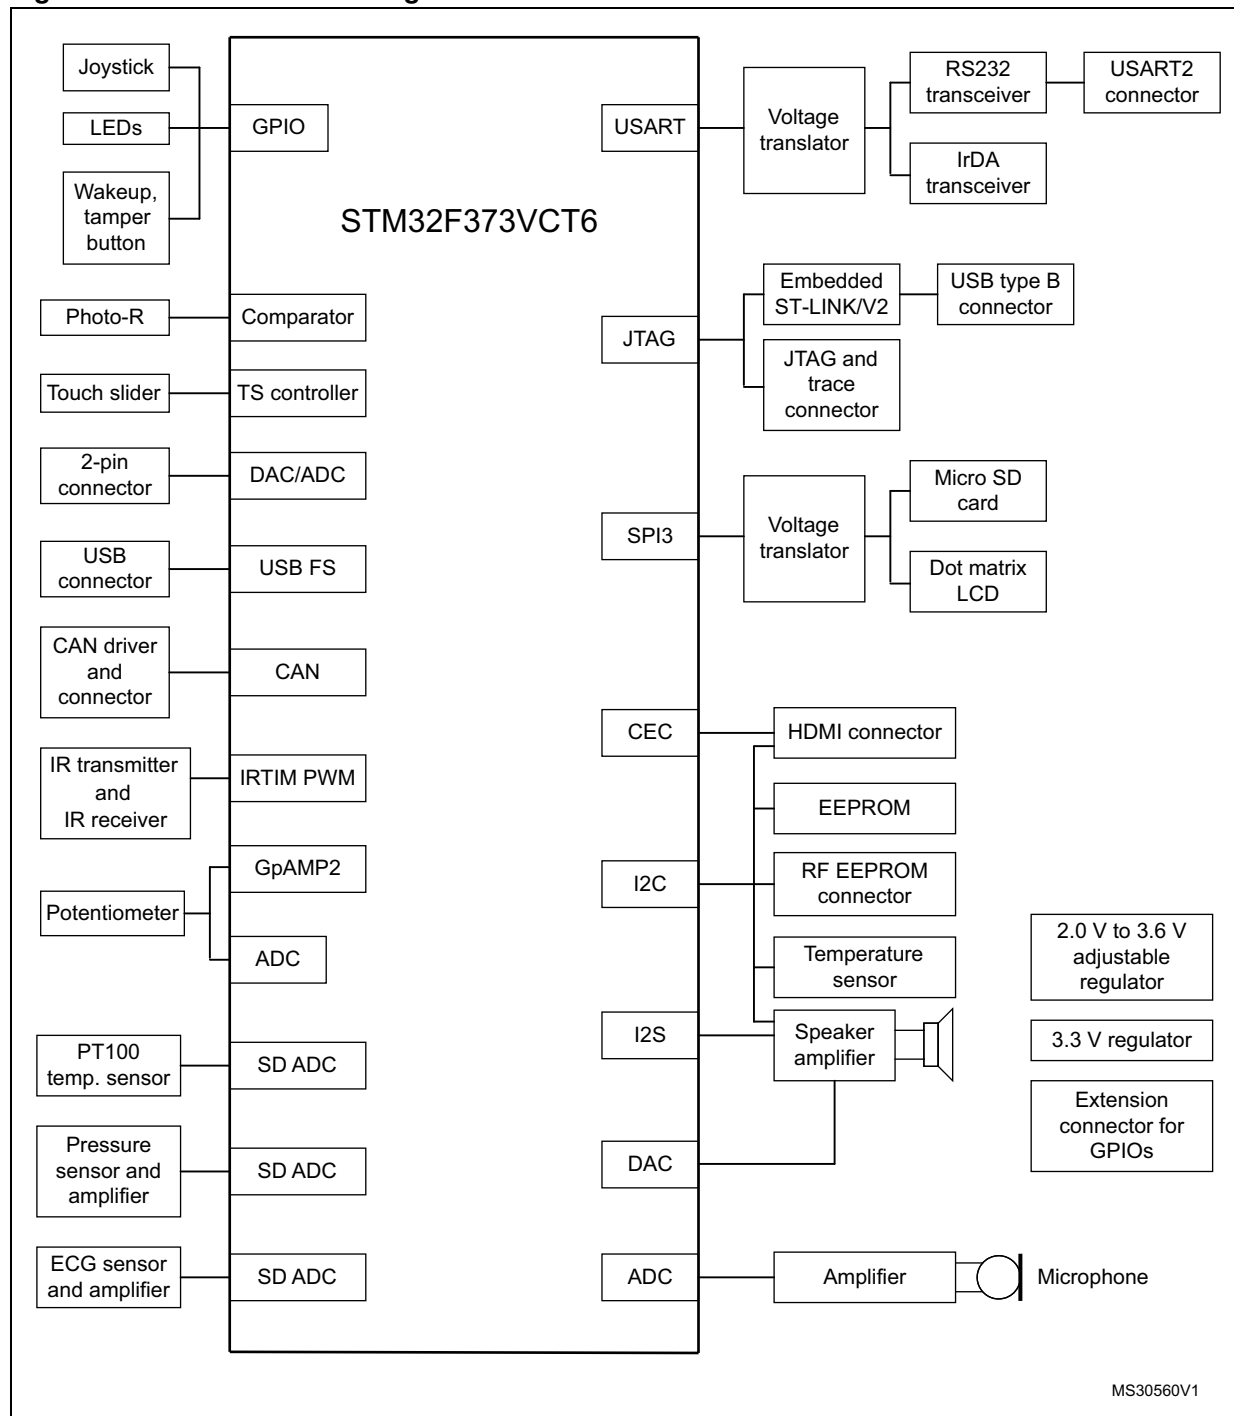 Joystick
LEDs
Wakeup,
tamper
button
GPIO
STM32F373VCT6
USART
Voltage
translator
RS232
transceiver
USART2
connector
IrDA
transceiver
Photo-R
Comparator
Touch slider
TS controller
2-pin
connector
DAC/ADC
USB
connector
USB FS
CAN driver
and
connector
CAN
IR transmitter
and
IR receiver
IRTIM PWM
Potentiometer
GpAMP2
ADC
PT100
temp. sensor
SD ADC
Pressure
sensor and
amplifier
SD ADC
ECG sensor
and amplifier
SD ADC
JTAG
Embedded
ST-LINK/V2
USB type B
connector
JTAG and
trace
connector
SPI3
Voltage
translator
Micro SD
card
Dot matrix
LCD
CEC
HDMI connector
EEPROM
I2C
RF EEPROM
connector
Temperature
sensor
I2S
Speaker
amplifier
DAC
ADC
Amplifier
Microphone
2.0 V to 3.6 V
adjustable
regulator
3.3 V regulator
Extension
connector for
GPIOs
MS30560V1